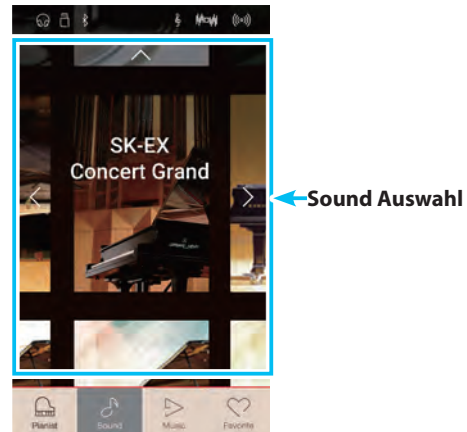 SK-EX
Concert Grand
Sound Auswahl
Pianist
Sound
Music
Favorite